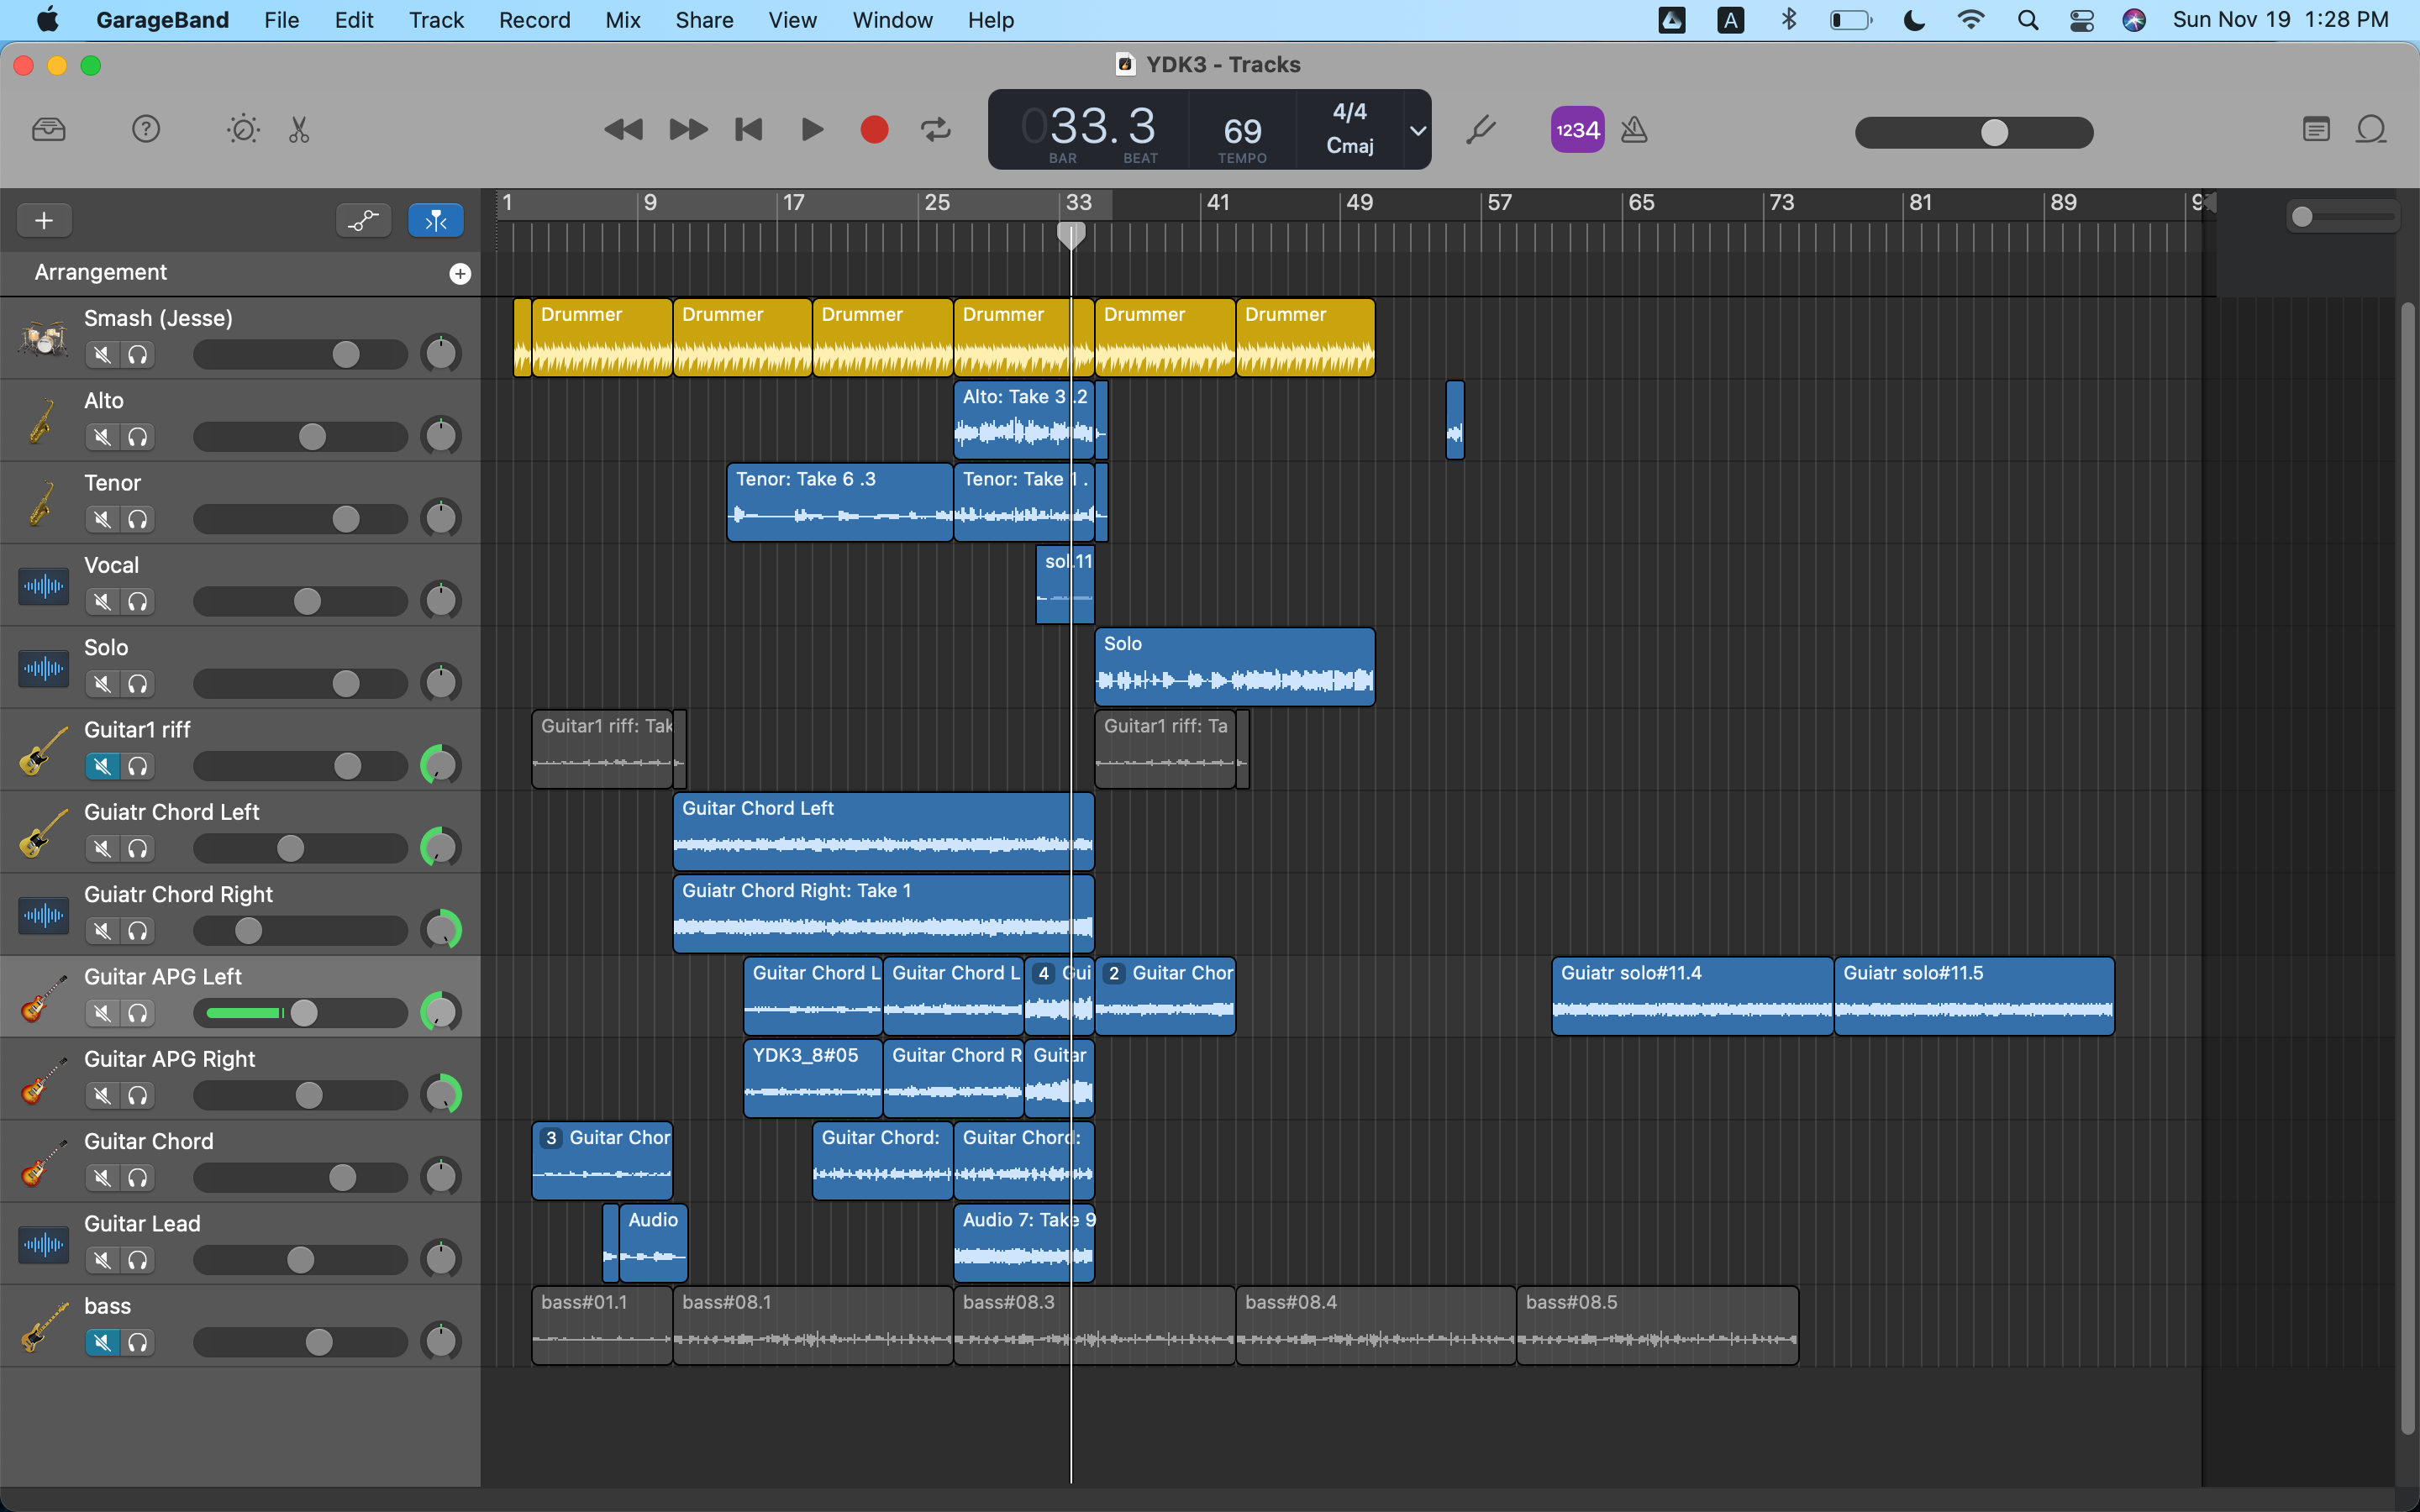 GarageBand File Edit Track Record Mix Share View Window Help A Sun Nov 19 1:28 PM
YDK3 - Tracks
033.3 BAR BEAT 69 TEMPO 4/4 Cmaj
1234
1 9 17 25 33 41 49 57 65 73 81 89
Arrangement
Smash (Jesse)
Drummer Drummer Drummer Drummer Drummer Drummer
Alto
Alto: Take 3 .2
Tenor
Tenor: Take 6 .3 Tenor: Take 1 .
Vocal
sol.11
Solo
Solo
Guitar1 riff
Guitar1 riff: Tak Guitar1 riff: Ta
Guiatr Chord Left
Guitar Chord Left
Guiatr Chord Right
Guiatr Chord Right: Take 1
Guitar APG Left
Guitar Chord L Guitar Chord L 4 Gui 2 Guitar Chor Guiatr solo#11.4 Guiatr solo#11.5
Guitar APG Right
YDK3_8#05 Guitar Chord R Guitar
Guitar Chord
3 Guitar Chor Guitar Chord: Guitar Chord:
Guitar Lead
Audio Audio 7: Take 9
bass
bass#01.1 bass#08.1 bass#08.3 bass#08.4 bass#08.5